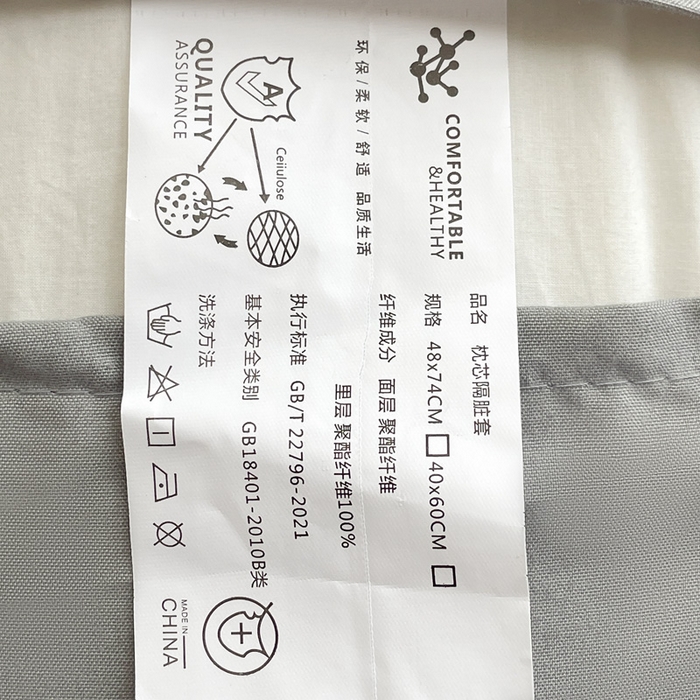 COMFORTABLE
&HEALTHY
环保/柔软/舒适 品质生活
Cellulose
QUALITY
ASSURANCE
A
品名 枕芯隔脏套
规格 48x74CM 40x60CM
纤维成分 面层 聚酯纤维
里层 聚酯纤维100%
执行标准 GB/T 22796-2021
基本安全类别 GB18401-2010B类
洗涤方法
MADE IN
CHINA